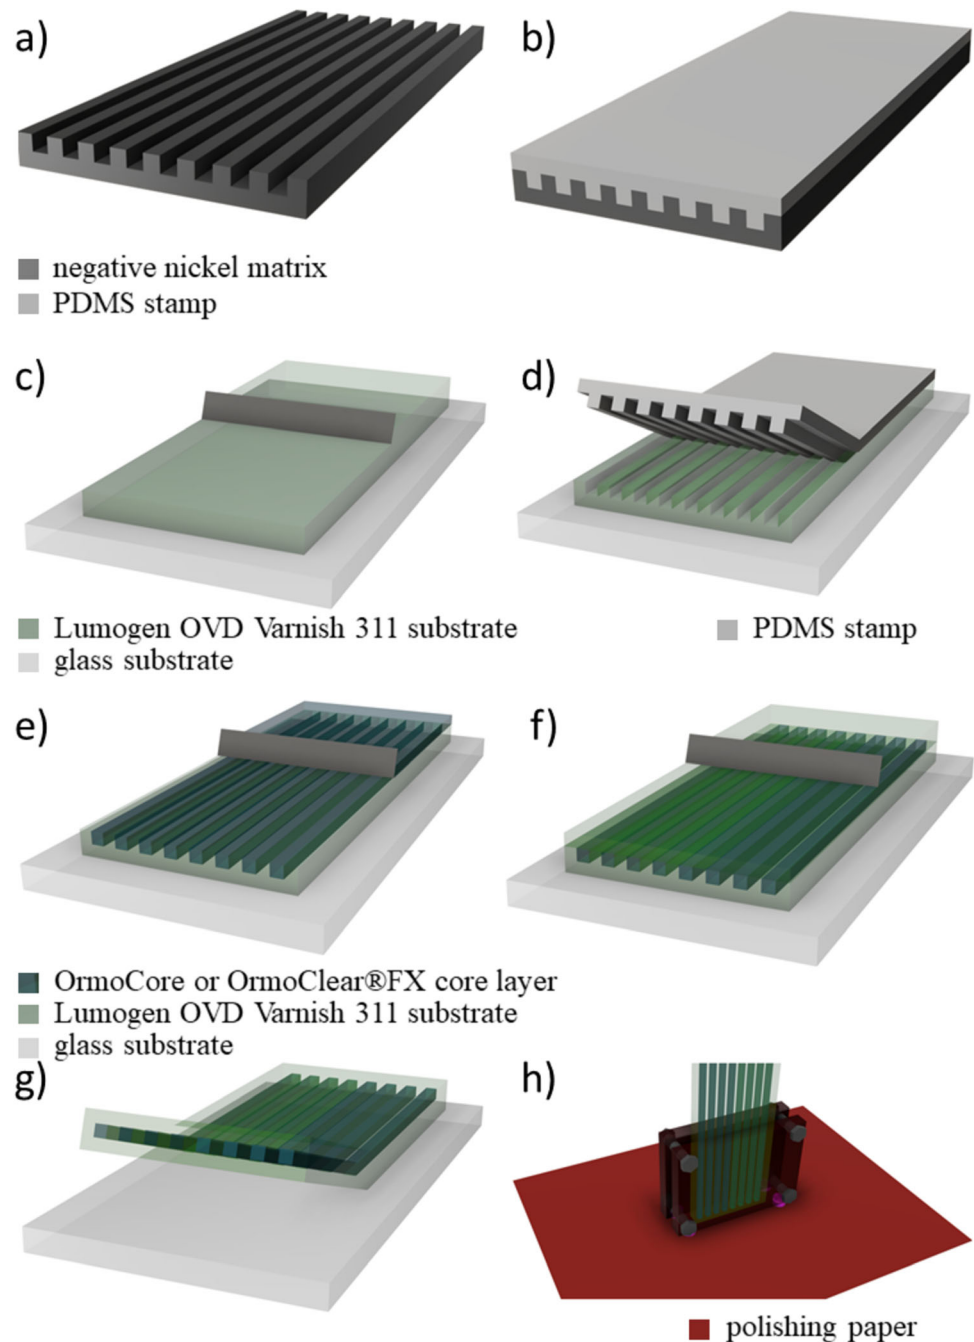 a)
b)
negative nickel matrix
PDMS stamp
c)
d)
Lumogen OVD Varnish 311 substrate
glass substrate
PDMS stamp
e)
f)
OrmoCore or OrmoClear®FX core layer
Lumogen OVD Varnish 311 substrate
glass substrate
g)
h)
polishing paper